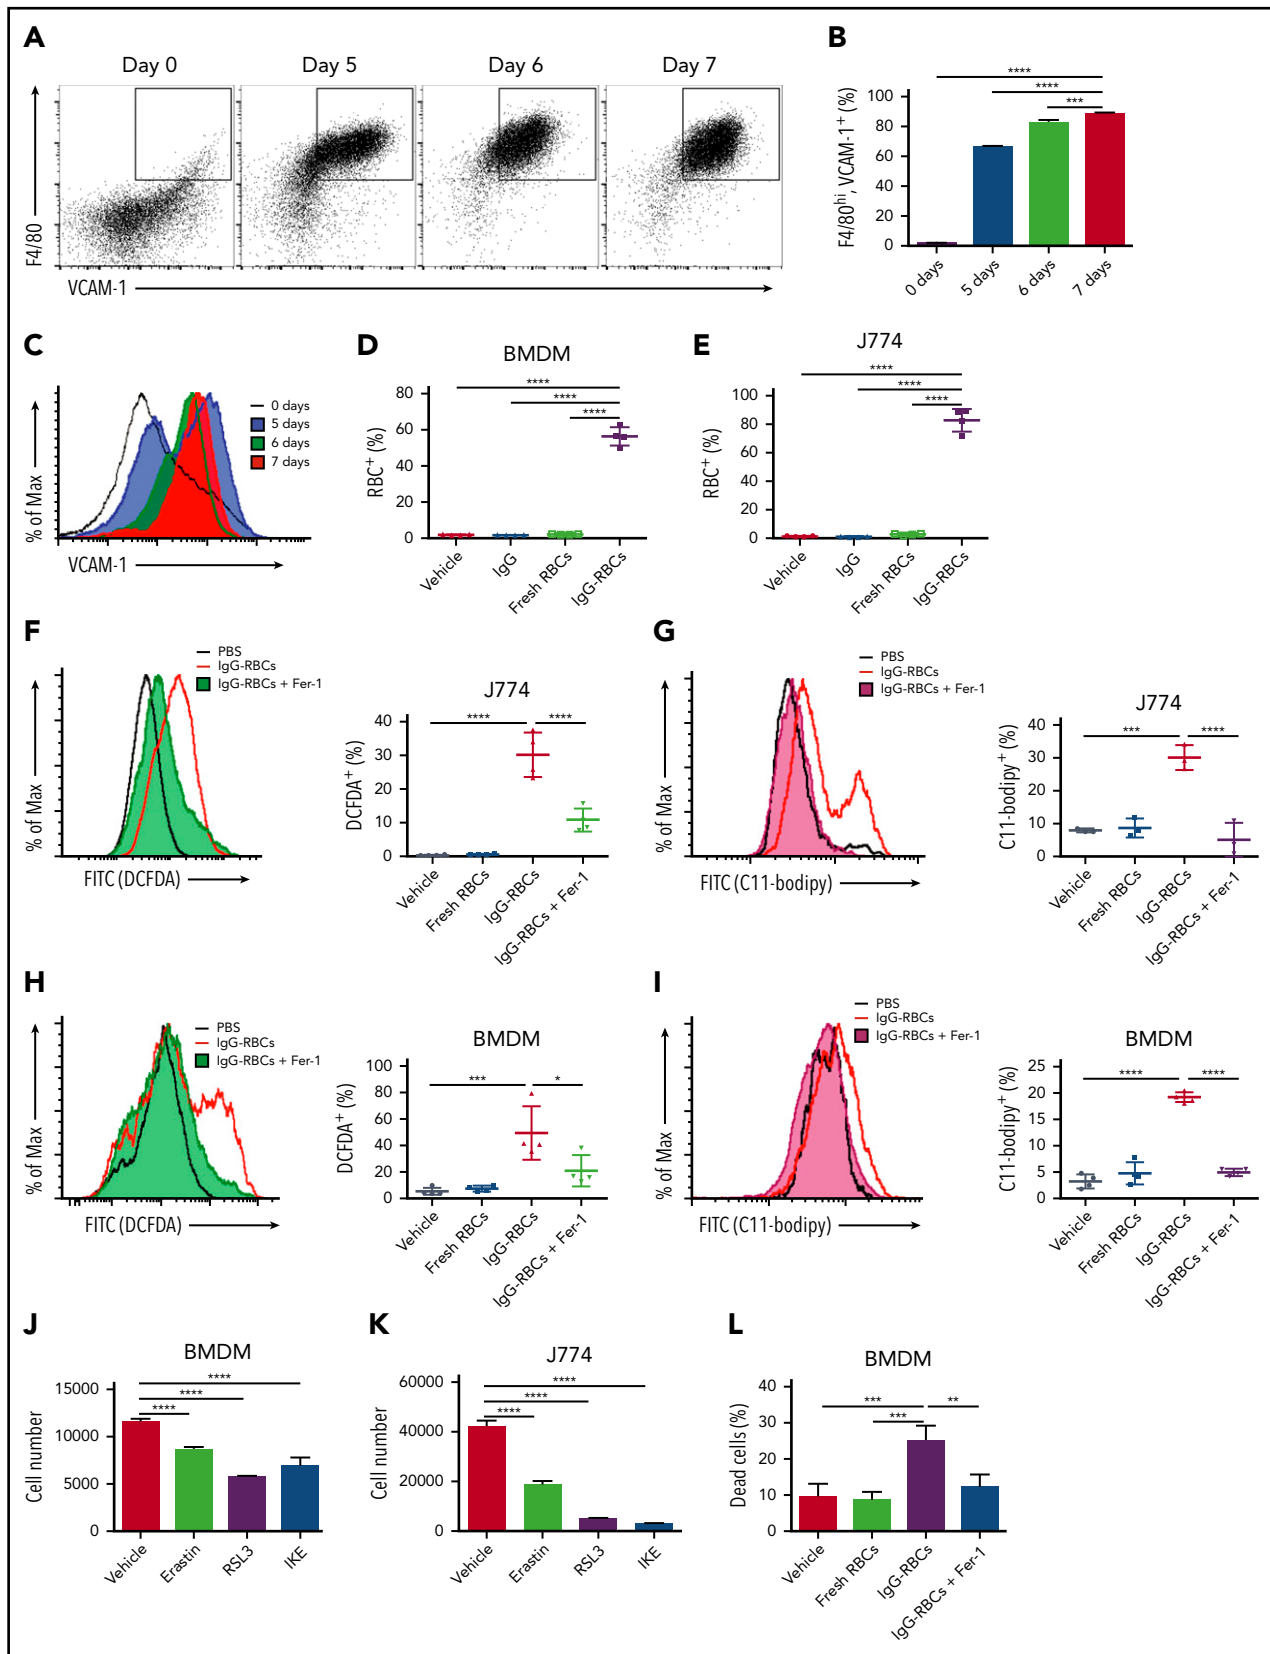 A
Day 0 Day 5 Day 6 Day 7
F4/80
VCAM-1
B
F4/80hi, VCAM-1+ (%)
100
80
60
40
20
0
****
****
***
0 days 5 days 6 days 7 days
C
% of Max
VCAM-1
0 days
5 days
6 days
7 days
D
BMDM
RBC+ (%)
80
60
40
20
0
****
****
****
Vehicle IgG Fresh RBCs IgG-RBCs
E
J774
RBC+ (%)
100
80
60
40
20
0
****
****
****
Vehicle IgG Fresh RBCs IgG-RBCs
F
PBS
IgG-RBCs
IgG-RBCs + Fer-1
% of Max
FITC (DCFDA)
J774
DCFDA+ (%)
40
30
20
10
0
**** ****
Vehicle Fresh RBCs IgG-RBCs IgG-RBCs + Fer-1
G
PBS
IgG-RBCs
IgG-RBCs + Fer-1
% of Max
FITC (C11-bodipy)
J774
C11-bodipy+ (%)
40
30
20
10
0
*** ****
Vehicle Fresh RBCs IgG-RBCs IgG-RBCs + Fer-1
H
PBS
IgG-RBCs
IgG-RBCs + Fer-1
% of Max
FITC (DCFDA)
BMDM
DCFDA+ (%)
100
80
60
40
20
0
*** *
Vehicle Fresh RBCs IgG-RBCs IgG-RBCs + Fer-1
I
PBS
IgG-RBCs
IgG-RBCs + Fer-1
% of Max
FITC (C11-bodipy)
BMDM
C11-bodipy+ (%)
25
20
15
10
5
0
**** ****
Vehicle Fresh RBCs IgG-RBCs IgG-RBCs + Fer-1
J
BMDM
Cell number
15000
10000
5000
0
****
****
****
Vehicle Erastin RSL3 IKE
K
J774
Cell number
60000
40000
20000
0
****
****
****
Vehicle Erastin RSL3 IKE
L
BMDM
Dead cells (%)
40
30
20
10
0
*** **
***
Vehicle Fresh RBCs IgG-RBCs IgG-RBCs + Fer-1